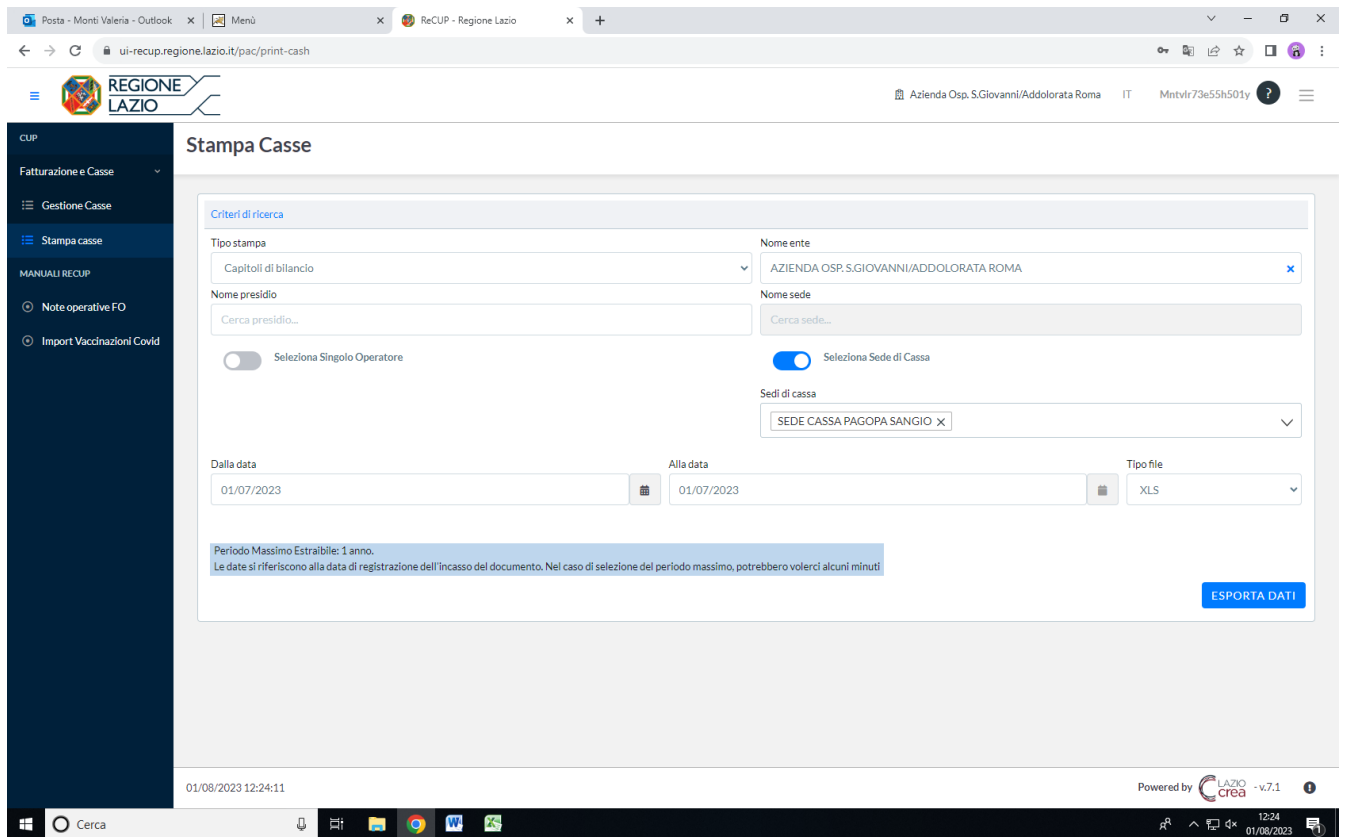 Posta - Monti Valeria - Outlook
Menù
ReCUP - Regione Lazio
ui-recup.regione.lazio.it/pac/print-cash
REGIONE
LAZIO
Azienda Osp. S.Giovanni/Addolorata Roma IT Mntvlr73e55h501y ?
CUP
Fatturazione e Casse
Gestione Casse
Stampa casse
MANUALI RECUP
Note operative FO
Import Vaccinazioni Covid
Stampa Casse
Criteri di ricerca
Tipo stampa
Capitoli di bilancio
Nome ente
AZIENDA OSP. S.GIOVANNI/ADDOLORATA ROMA
Nome presidio
Cerca presidio...
Nome sede
Cerca sede...
Seleziona Singolo Operatore
Seleziona Sede di Cassa
Sedi di cassa
SEDE CASSA PAGOPA SANGIO
Dalla data
01/07/2023
Alla data
01/07/2023
Tipo file
XLS
Periodo Massimo Estraibile: 1 anno.
Le date si riferiscono alla data di registrazione dell'incasso del documento. Nel caso di selezione del periodo massimo, potrebbero volerci alcuni minuti
ESPORTA DATI
01/08/2023 12:24:11
Powered by LAZIO crea - v.7.1
Cerca
12:24
01/08/2023